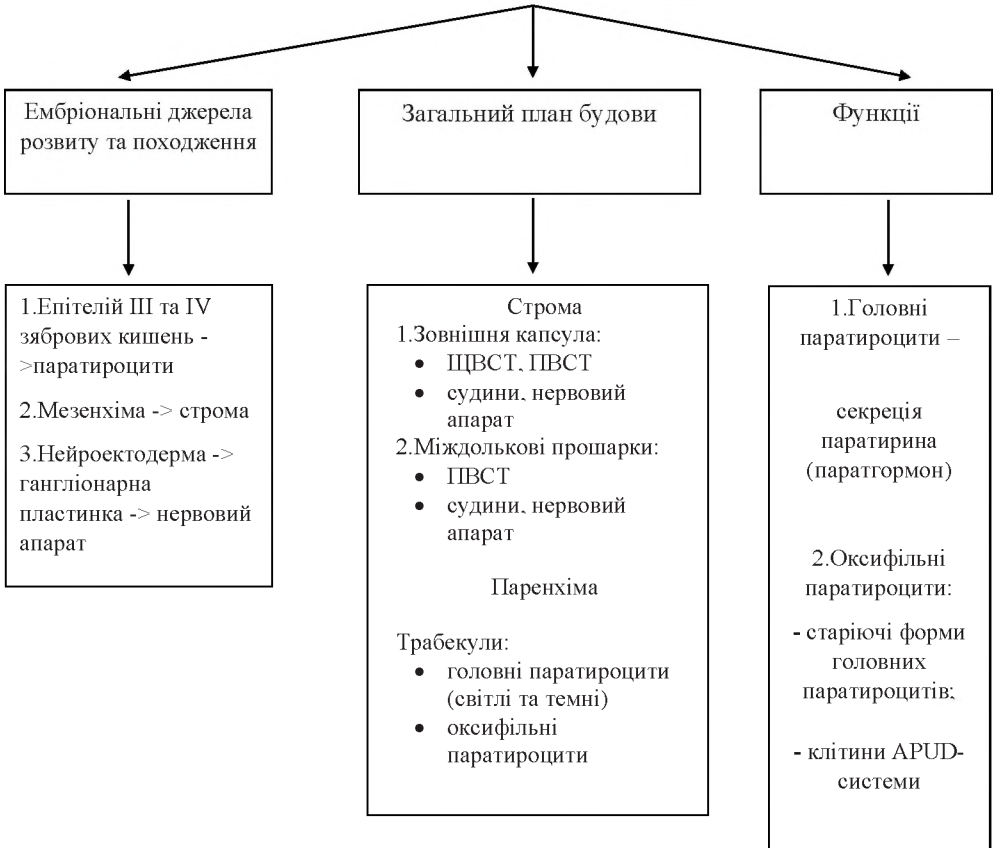 Ембріональні джерела
розвиту та походження
Загальний план будови
Функції
1.Епітелій III та IV
зябрових кишень -
>паратироцити
2.Мезенхіма -> строма
3.Нейроектодерма ->
гангліонарна
пластинка -> нервовий
апарат
Строма
1.Зовнішня капсула:
• ЩВСТ, ПВСТ
• судини, нервовий
апарат
2.Міждолькові прошарки:
• ПВСТ
• судини, нервовий
апарат
Паренхіма
Трабекули:
• головні паратироцити
(світлі та темні)
• оксифільні
паратироцити
1.Головні
паратироцити –
секреція
паратирина
(паратгормон)
2.Оксифільні
паратироцити:
- старіючі форми
головних
паратироцитів;
- клітини APUD-
системи